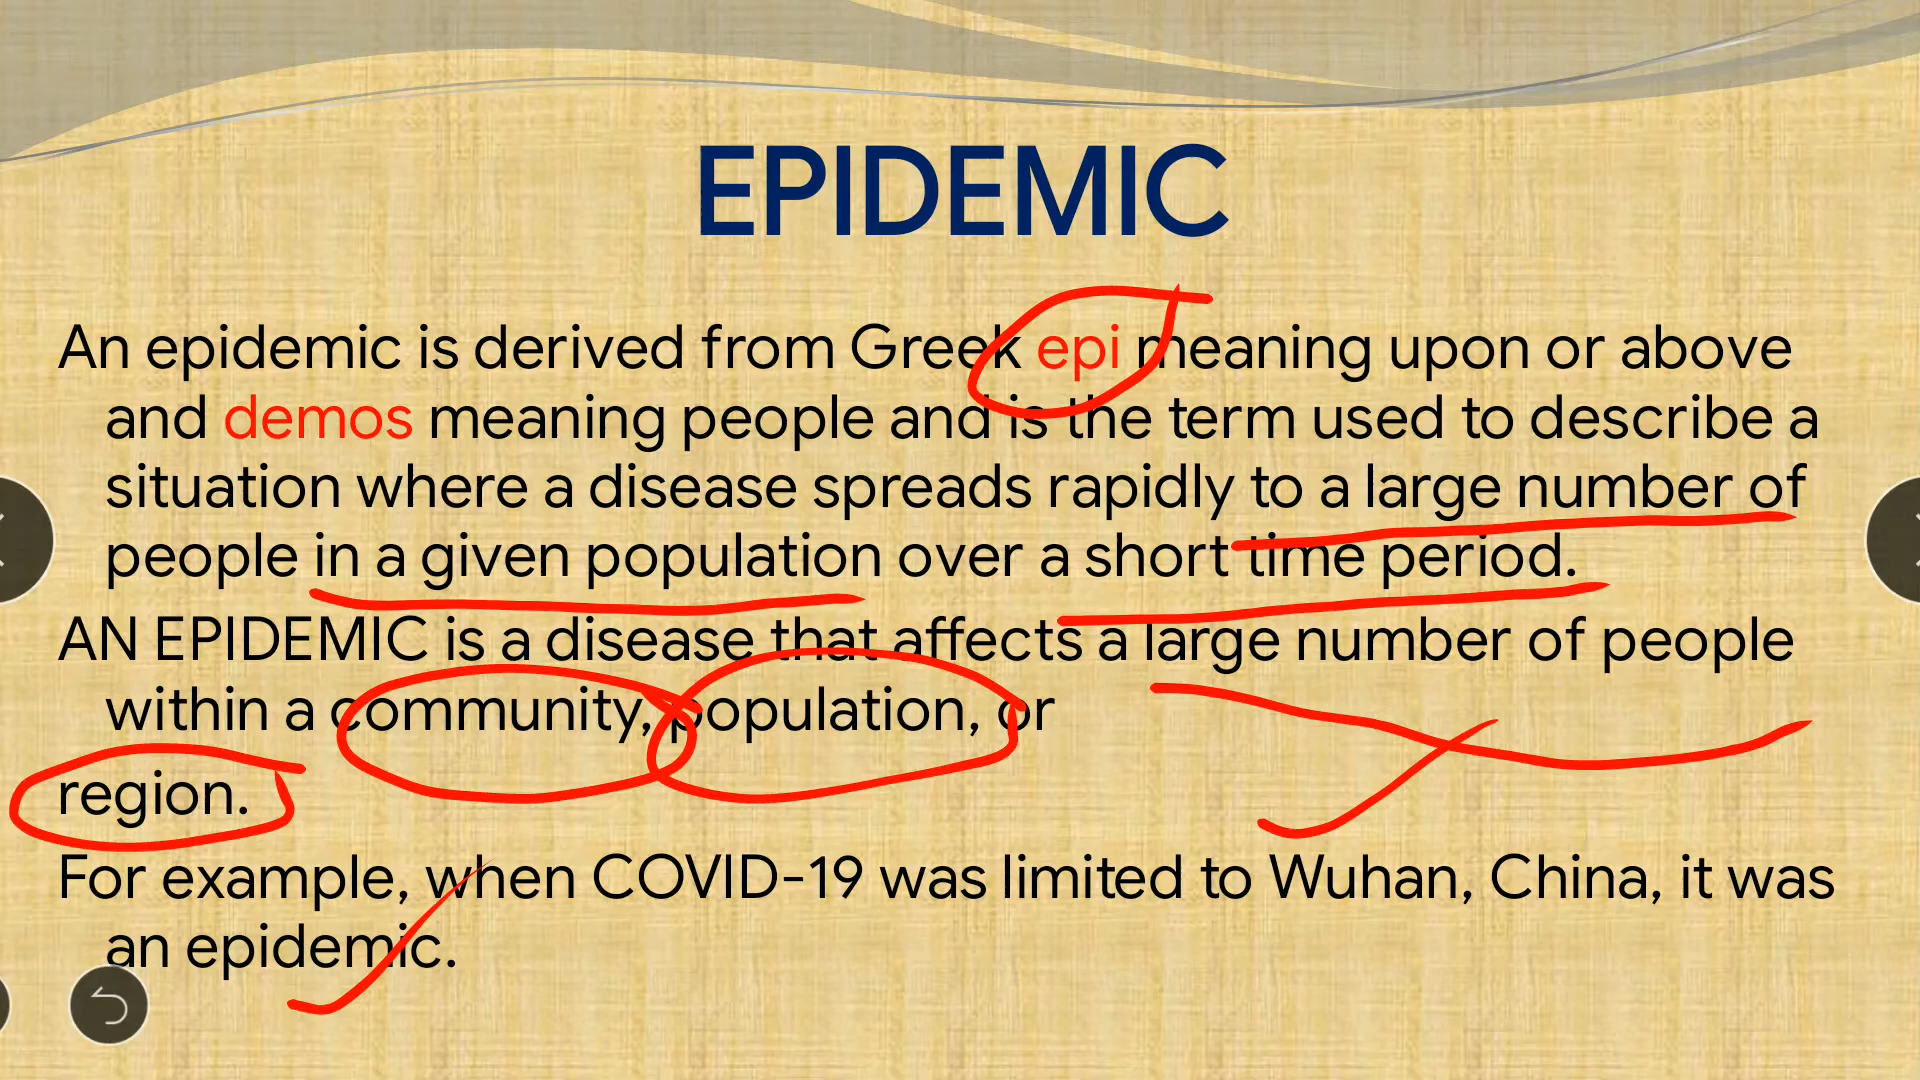 EPIDEMIC
An epidemic is derived from Greek epi meaning upon or above
and demos meaning people and is the term used to describe a
situation where a disease spreads rapidly to a large number of
people in a given population over a short time period.
AN EPIDEMIC is a disease that affects a large number of people
within a community, population, or
region.
For example, when COVID-19 was limited to Wuhan, China, it was
an epidemic.